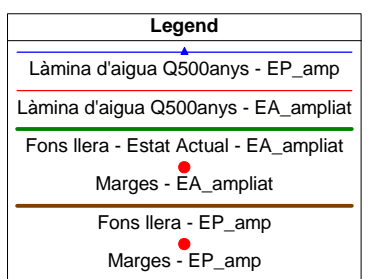 Legend
Làmina d'aigua Q500anys - EP_amp
Làmina d'aigua Q500anys - EA_ampliat
Fons llera - Estat Actual - EA_ampliat
Marges - EA_ampliat
Fons llera - EP_amp
Marges - EP_amp